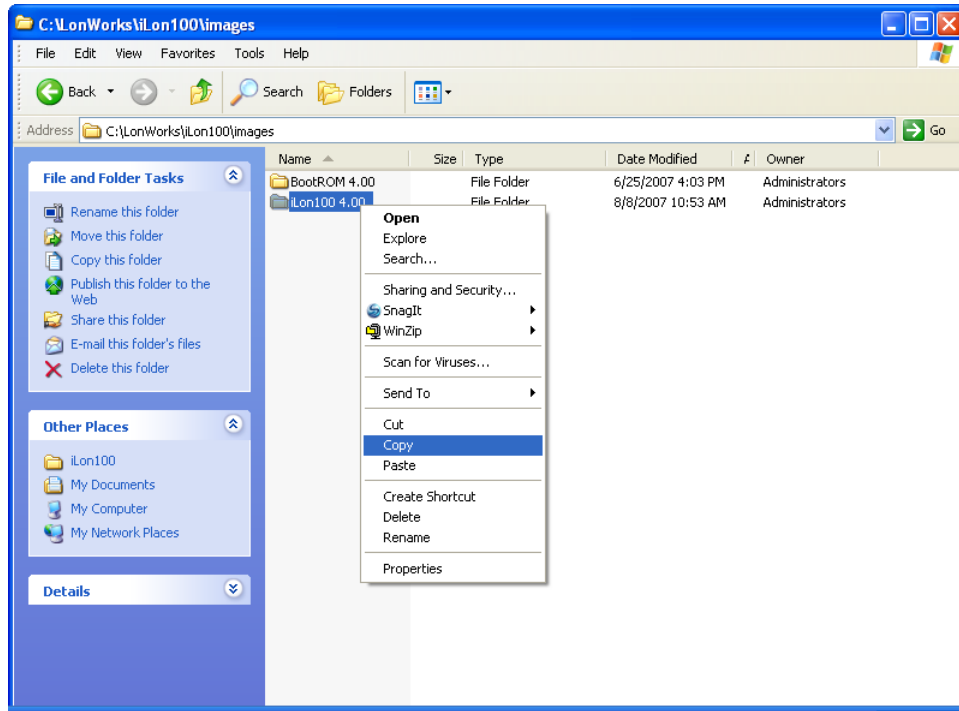 C:\LonWorks\iLon100\images
File Edit View Favorites Tools Help
Back Search Folders
Address C:\LonWorks\iLon100\images Go
Name Size Type Date Modified A Owner
File and Folder Tasks
Rename this folder
Move this folder
Copy this folder
Publish this folder to the
Web
Share this folder
E-mail this folder's files
Delete this folder
Other Places
iLon100
My Documents
My Computer
My Network Places
Details
BootROM 4.00 File Folder 6/25/2007 4:03 PM Administrators
iLon100 4.00 File Folder 8/8/2007 10:53 AM Administrators
Open
Explore
Search...
Sharing and Security...
SnagIt
WinZip
Scan for Viruses...
Send To
Cut
Copy
Paste
Create Shortcut
Delete
Rename
Properties